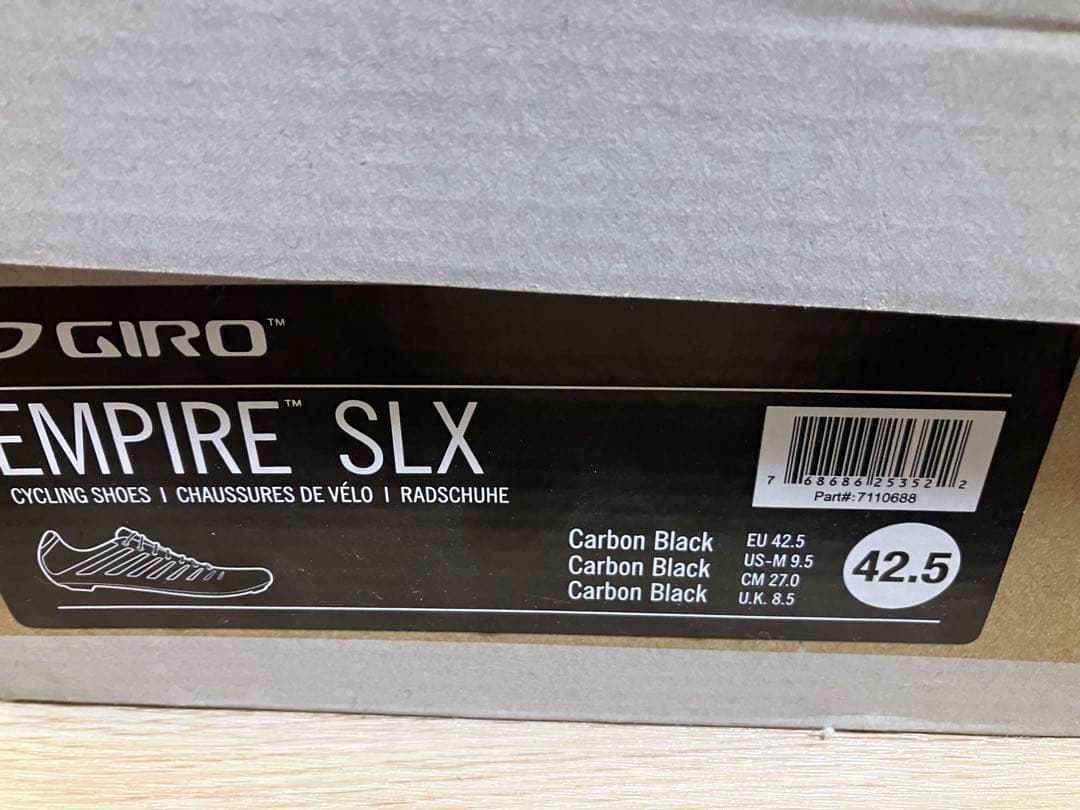 GIRO™
EMPIRE™ SLX
CYCLING SHOES | CHAUSSURES DE VÉLO | RADSCHUHE
7 68686 25352 2
Part#:7110688
Carbon Black
Carbon Black
Carbon Black
EU 42.5
US-M 9.5
CM 27.0
U.K. 8.5
42.5